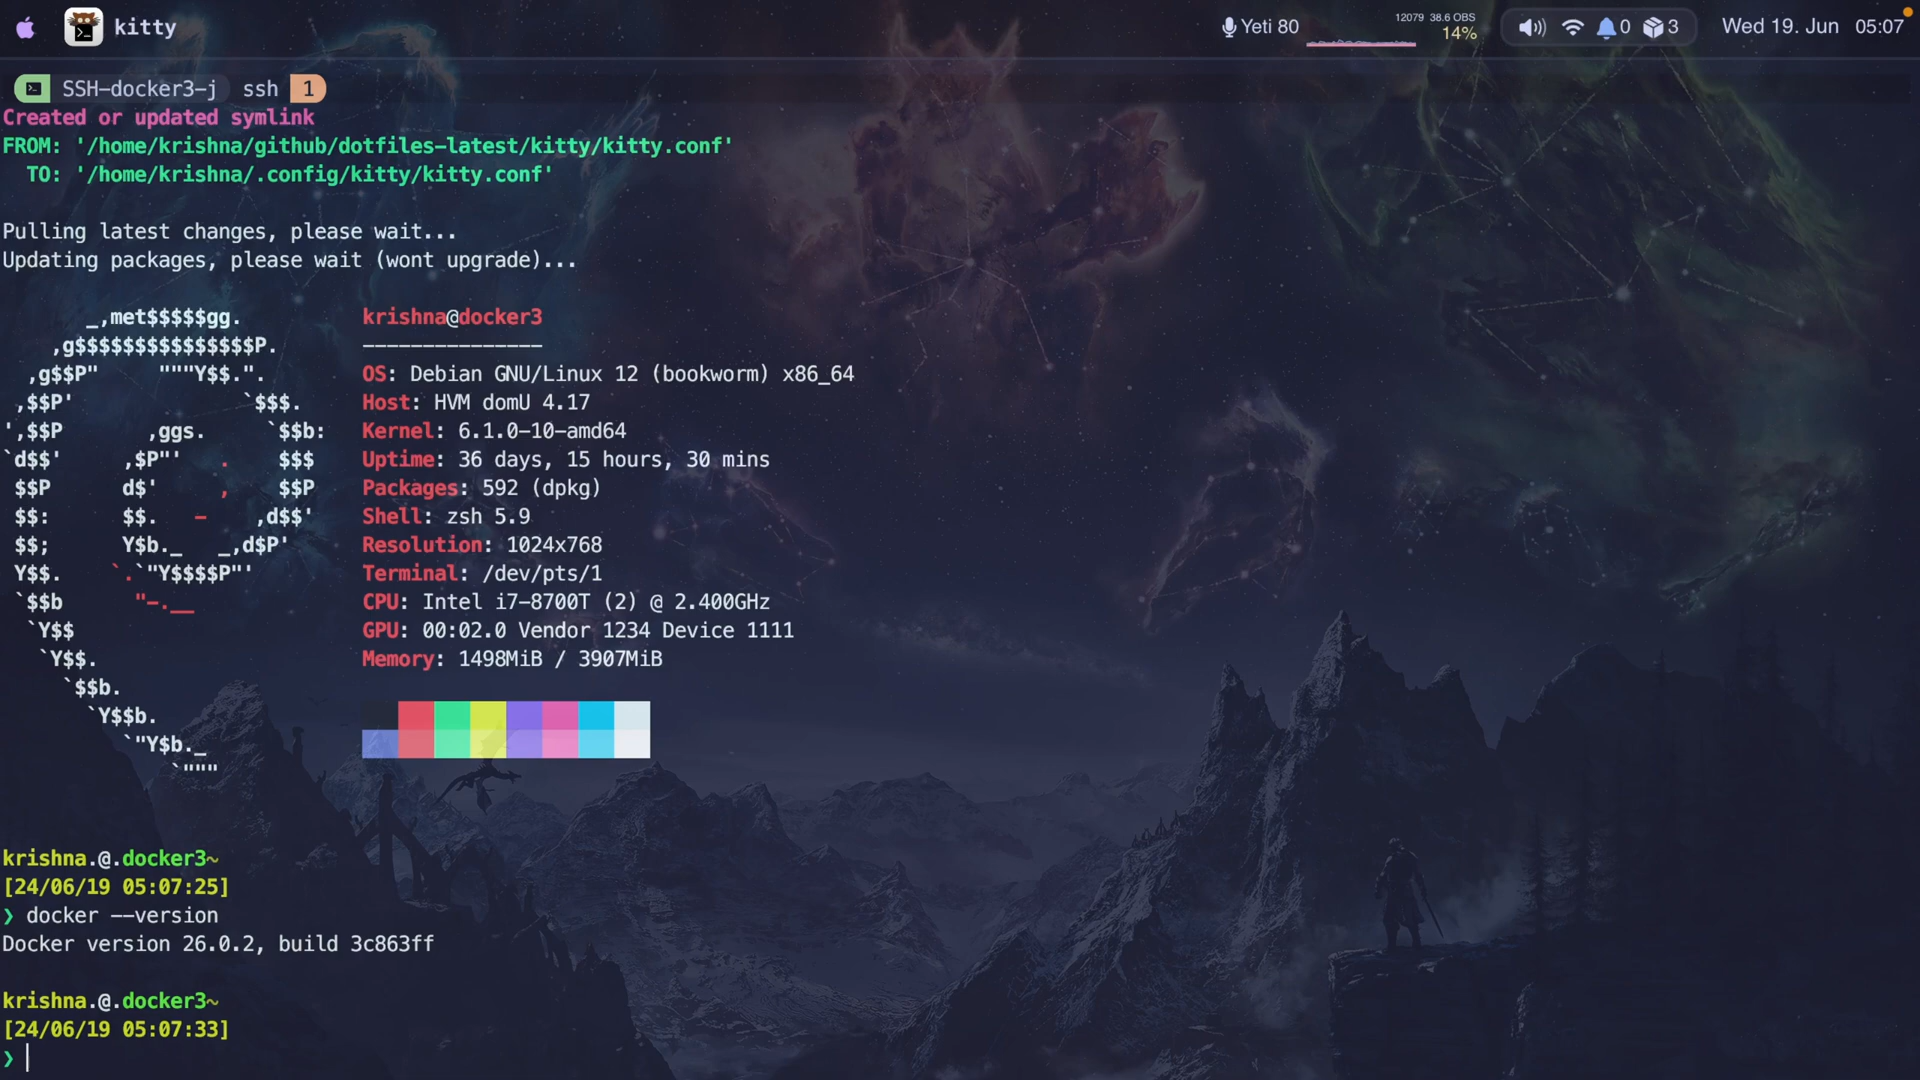 kitty
Yeti 80
12079 38.6 OBS
14%
0
3
Wed 19. Jun 05:07
SSH-docker3-j ssh 1
Created or updated symlink
FROM: '/home/krishna/github/dotfiles-latest/kitty/kitty.conf'
TO: '/home/krishna/.config/kitty/kitty.conf'
Pulling latest changes, please wait...
Updating packages, please wait (wont upgrade)...
_,met$$$$$gg. krishna@docker3
,g$$$$$$$$$$$$$$$P. ---------------
,g$$P" """Y$$.". OS: Debian GNU/Linux 12 (bookworm) x86_64
,$$P' `$$$. Host: HVM domU 4.17
',$$P ,ggs. `$$b: Kernel: 6.1.0-10-amd64
`d$$' ,$P"' . $$$ Uptime: 36 days, 15 hours, 30 mins
$$P d$' , $$P Packages: 592 (dpkg)
$$: $$. - ,d$$' Shell: zsh 5.9
$$; Y$b._ _,d$P' Resolution: 1024x768
Y$$. `.`"Y$$$$P"' Terminal: /dev/pts/1
`$$b "-.__ CPU: Intel i7-8700T (2) @ 2.400GHz
`Y$$ GPU: 00:02.0 Vendor 1234 Device 1111
`Y$$. Memory: 1498MiB / 3907MiB
`$$b.
`Y$$b.
`"Y$b._
`"""
krishna.@.docker3~
[24/06/19 05:07:25]
❯ docker --version
Docker version 26.0.2, build 3c863ff
krishna.@.docker3~
[24/06/19 05:07:33]
❯